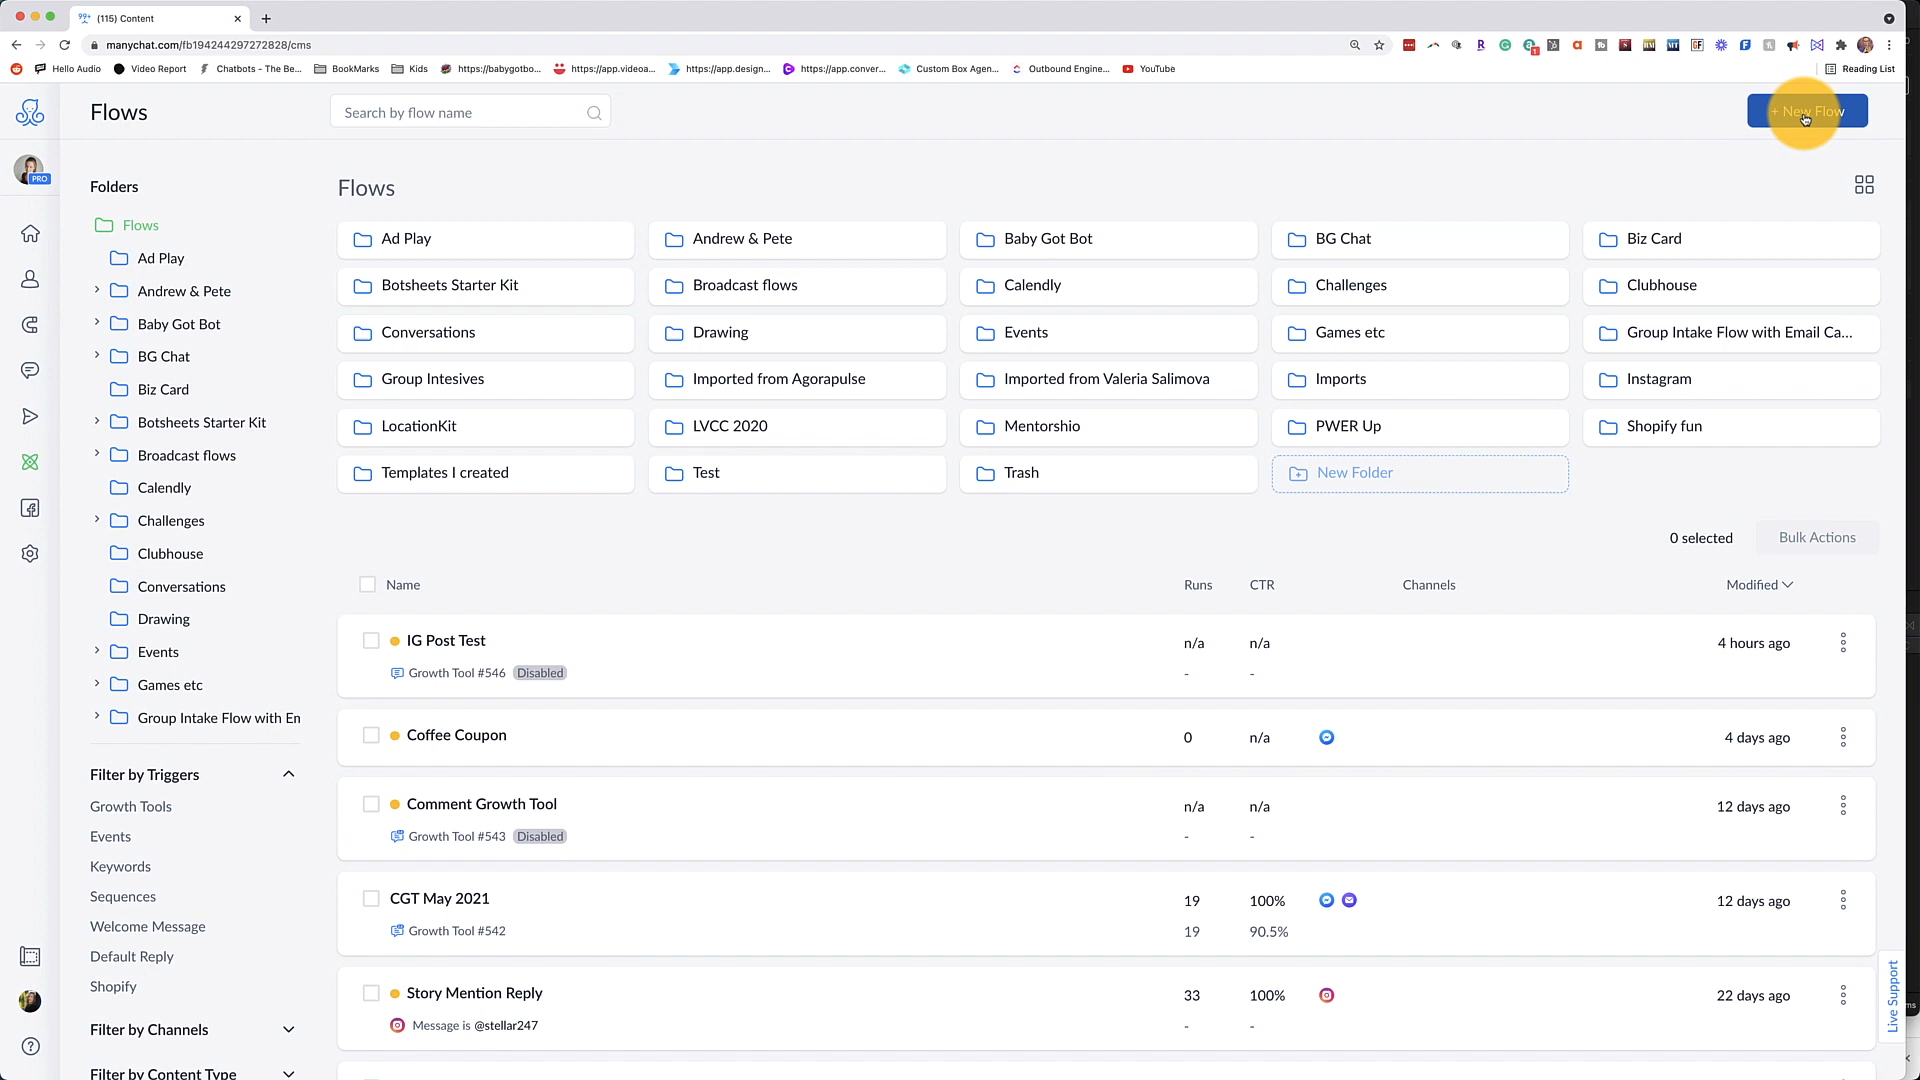 (115) Content
manychat.com/fb194244297272828/cms
Hello Audio
Video Report
Chatbots - The Be...
BookMarks
Kids
https://babygotbo...
https://app.videoa...
https://app.design...
https://app.conver...
Custom Box Agen...
Outbound Engine...
YouTube
Reading List
Flows
Search by flow name
+ New Flow
PRO
Folders
Flows
Ad Play
Andrew & Pete
Baby Got Bot
BG Chat
Biz Card
Botsheets Starter Kit
Broadcast flows
Calendly
Challenges
Clubhouse
Conversations
Drawing
Events
Games etc
Group Intake Flow with En
Filter by Triggers
Growth Tools
Events
Keywords
Sequences
Welcome Message
Default Reply
Shopify
Filter by Channels
Filter by Content Type
Flows
Ad Play
Andrew & Pete
Baby Got Bot
BG Chat
Biz Card
Botsheets Starter Kit
Broadcast flows
Calendly
Challenges
Clubhouse
Conversations
Drawing
Events
Games etc
Group Intake Flow with Email Ca...
Group Intesives
Imported from Agorapulse
Imported from Valeria Salimova
Imports
Instagram
LocationKit
LVCC 2020
Mentorshio
PWER Up
Shopify fun
Templates I created
Test
Trash
New Folder
0 selected
Bulk Actions
Name Runs CTR Channels Modified
IG Post Test n/a n/a 4 hours ago
Growth Tool #546 Disabled - -
Coffee Coupon 0 n/a 4 days ago
Comment Growth Tool n/a n/a 12 days ago
Growth Tool #543 Disabled - -
CGT May 2021 19 100% 12 days ago
Growth Tool #542 19 90.5%
Story Mention Reply 33 100% 22 days ago
Message is @stellar247 - -
Live Support